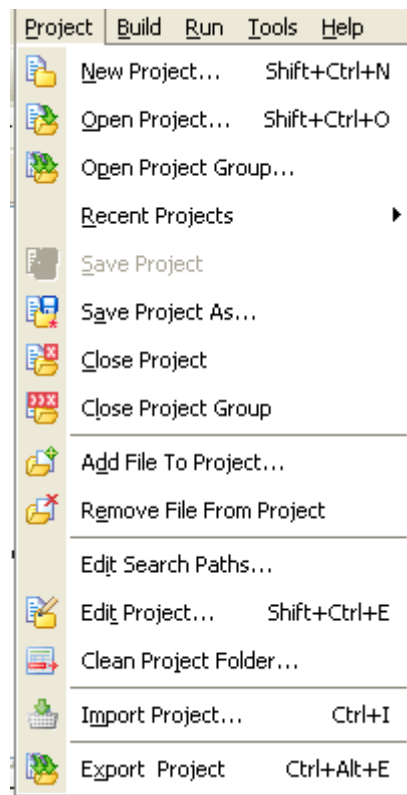 Project Build Run Tools Help
New Project... Shift+Ctrl+N
Open Project... Shift+Ctrl+O
Open Project Group...
Recent Projects
Save Project
Save Project As...
Close Project
Close Project Group
Add File To Project...
Remove File From Project
Edit Search Paths...
Edit Project... Shift+Ctrl+E
Clean Project Folder...
Import Project... Ctrl+I
Export Project Ctrl+Alt+E